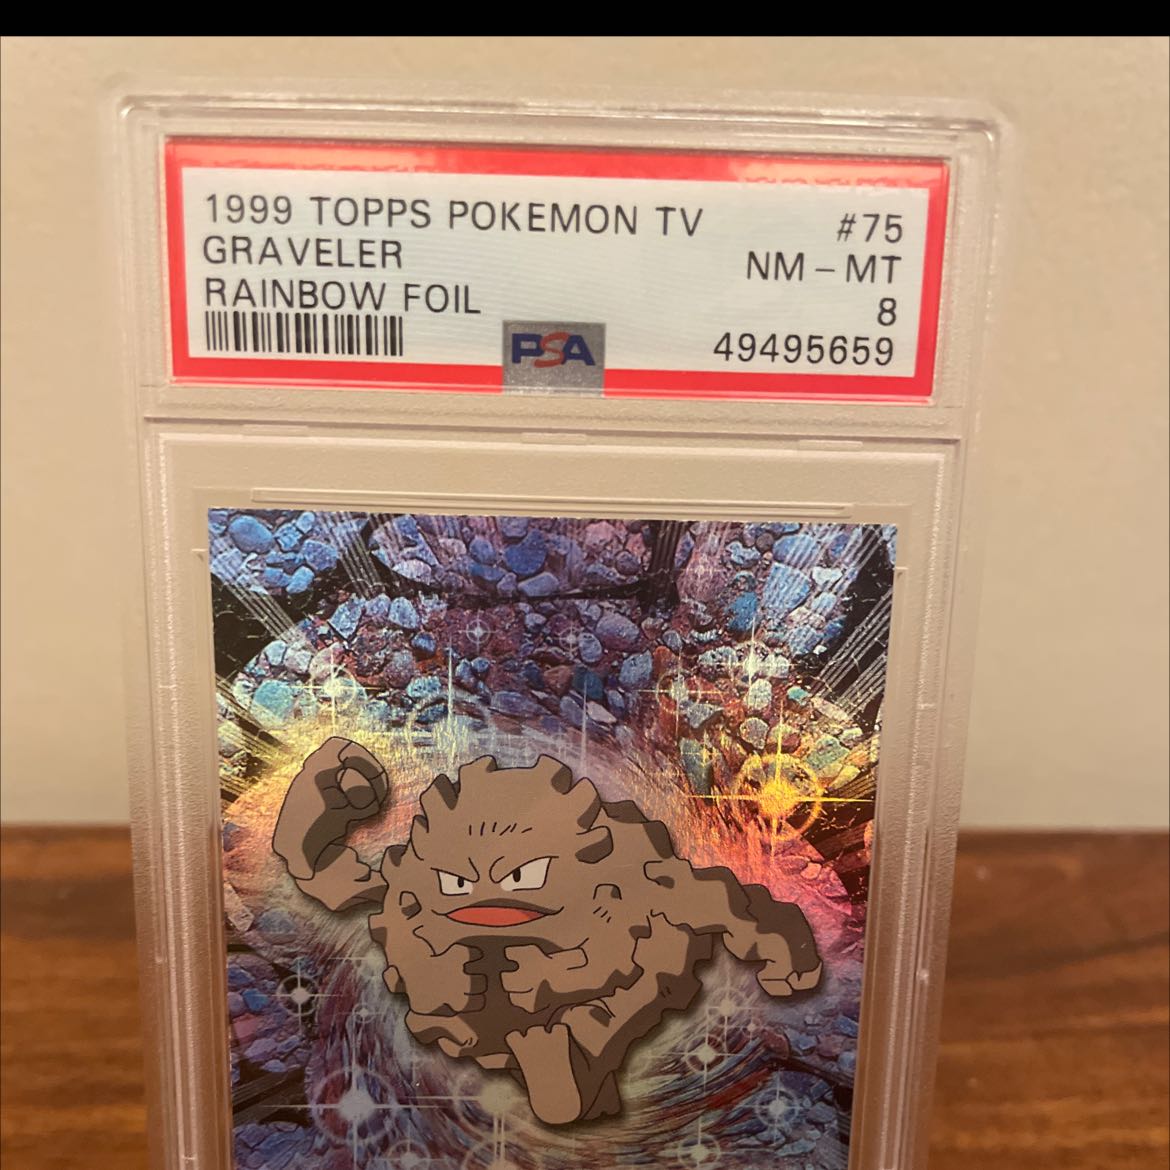 1999 TOPPS POKEMON TV #75
GRAVELER NM - MT
RAINBOW FOIL 8
PSA 49495659